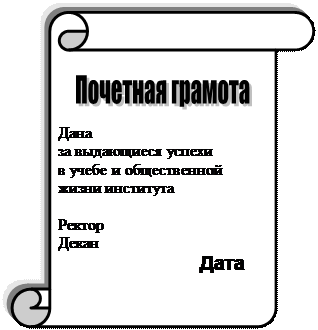 Почетная грамота
Дана
за выдающиеся успехи
в учебе и общественной
жизни института
Ректор
Декан
Дата